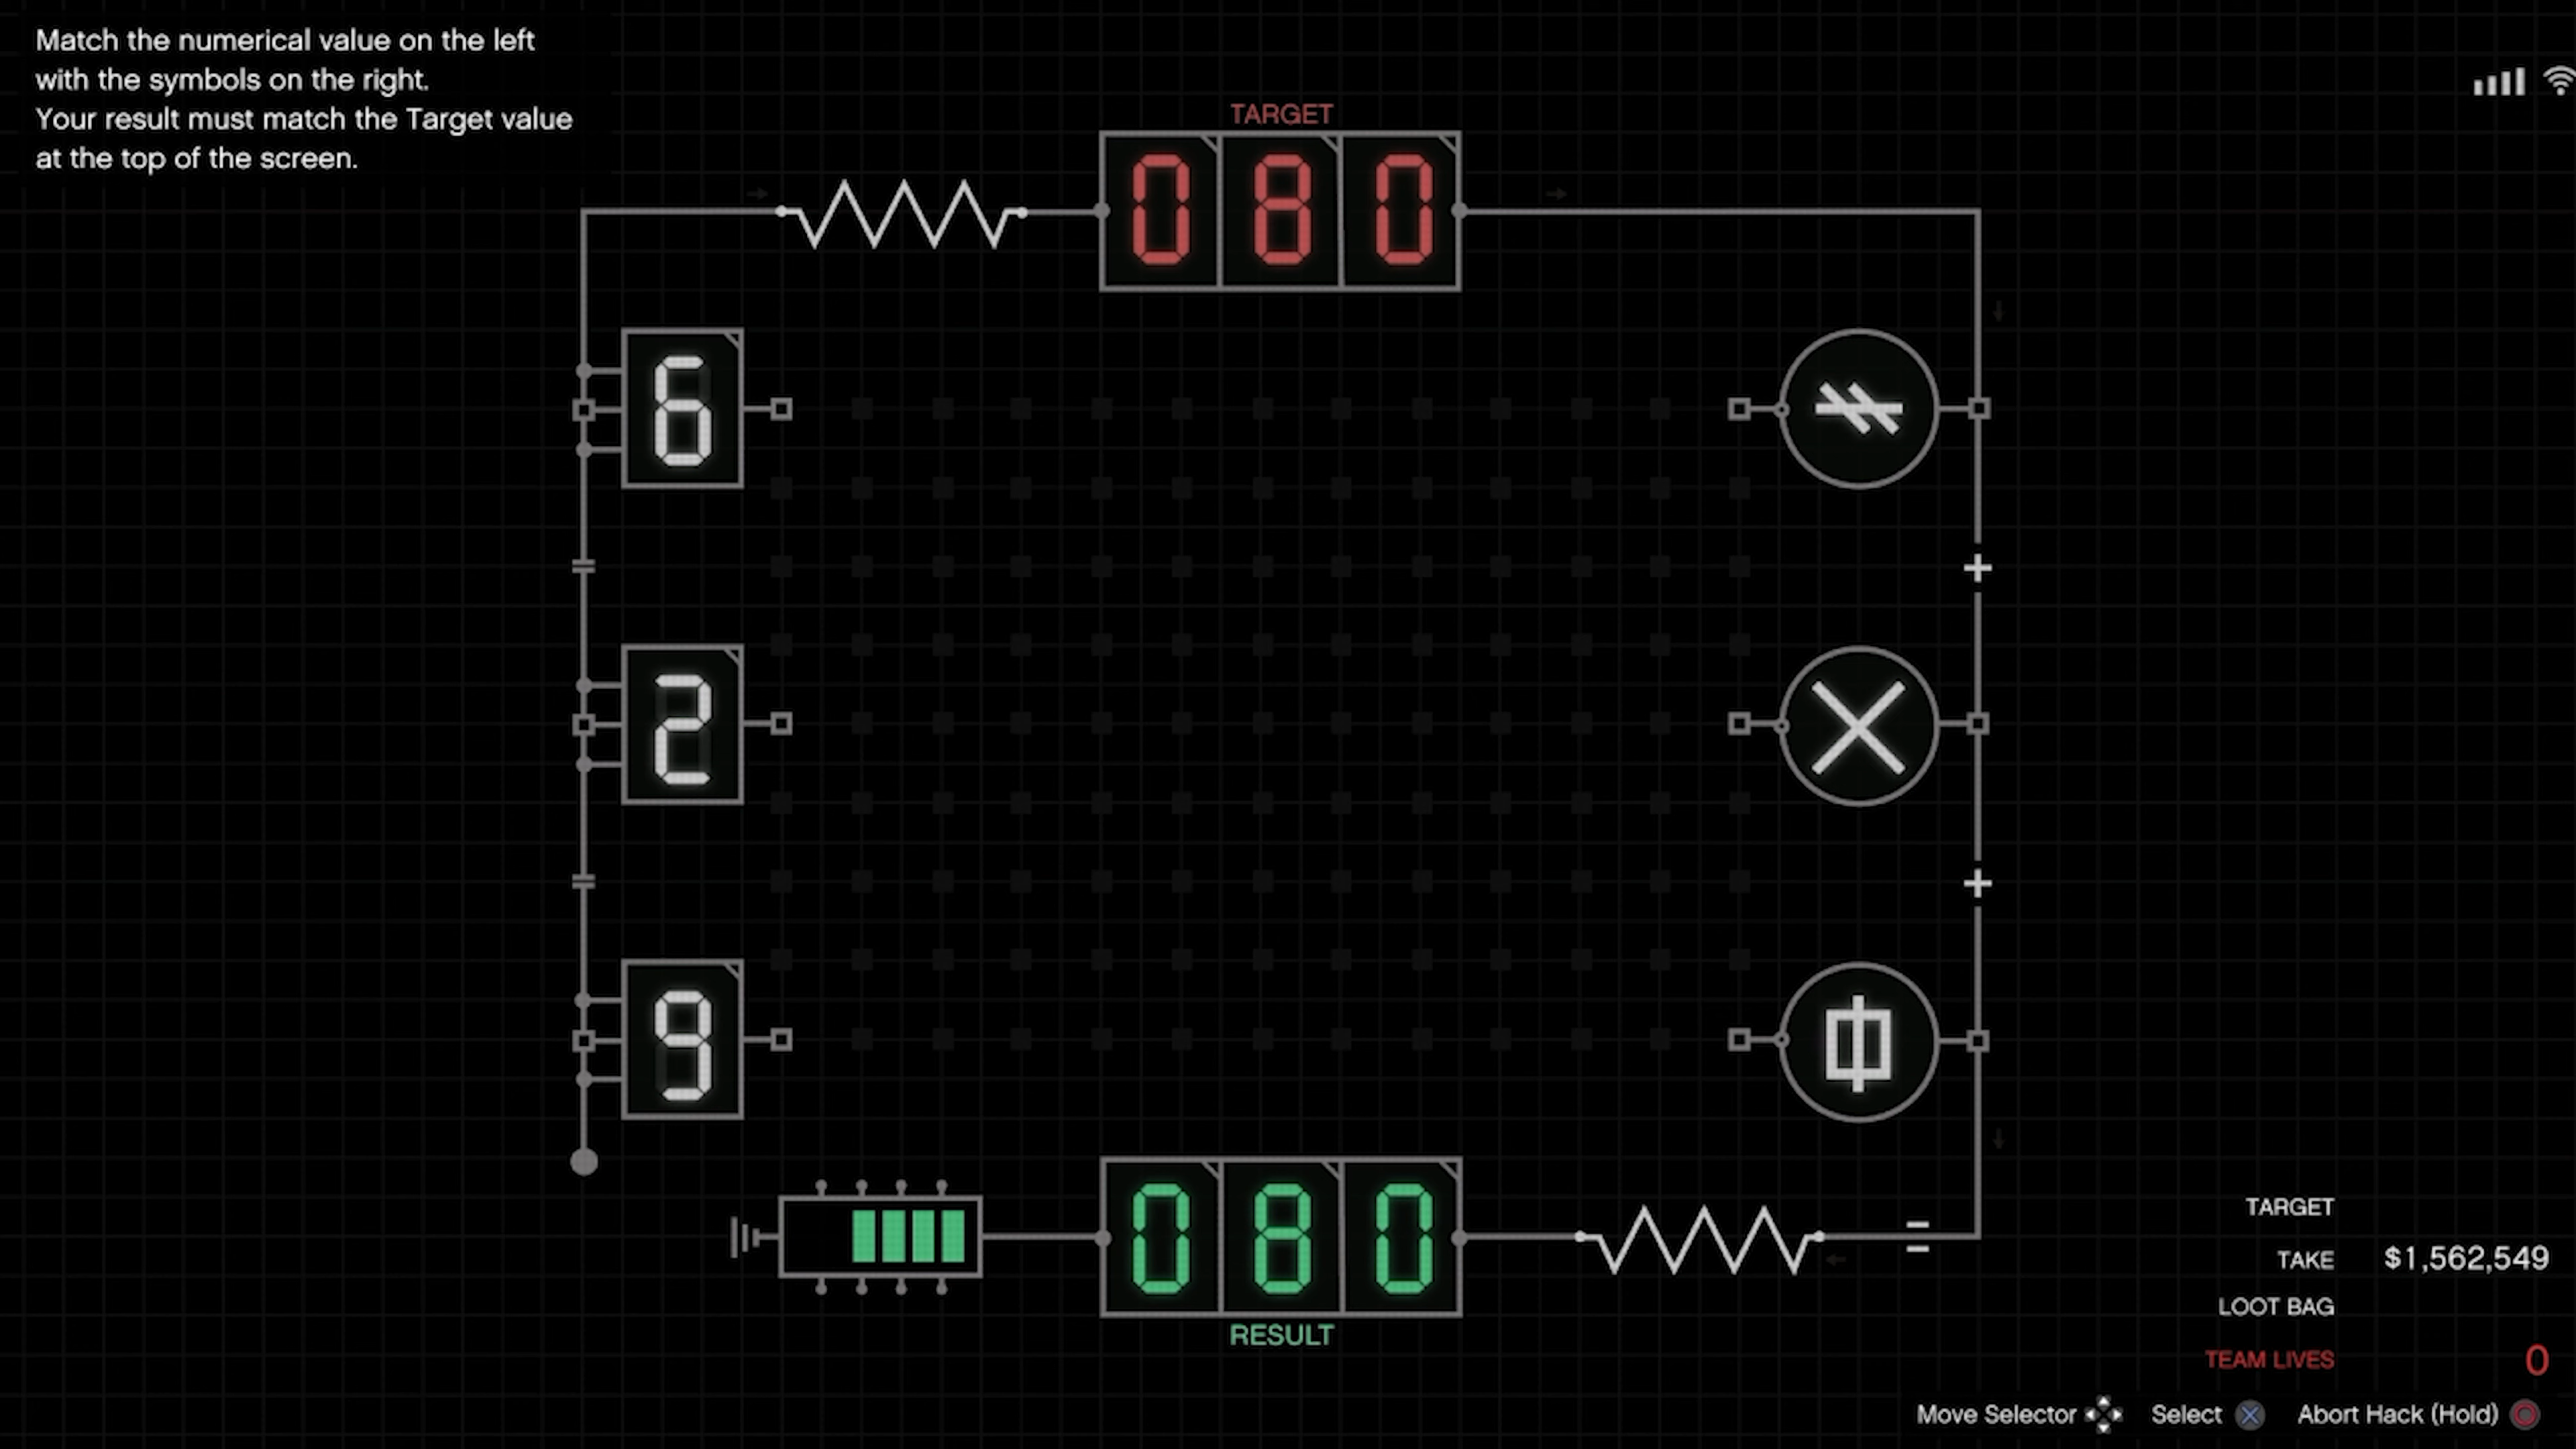 Match the numerical value on the left
with the symbols on the right.
Your result must match the Target value
at the top of the screen.
TARGET
080
6
2
9
+
+
=
080
RESULT
TARGET
TAKE $1,562,549
LOOT BAG
TEAM LIVES 0
Move Selector Select Abort Hack (Hold)